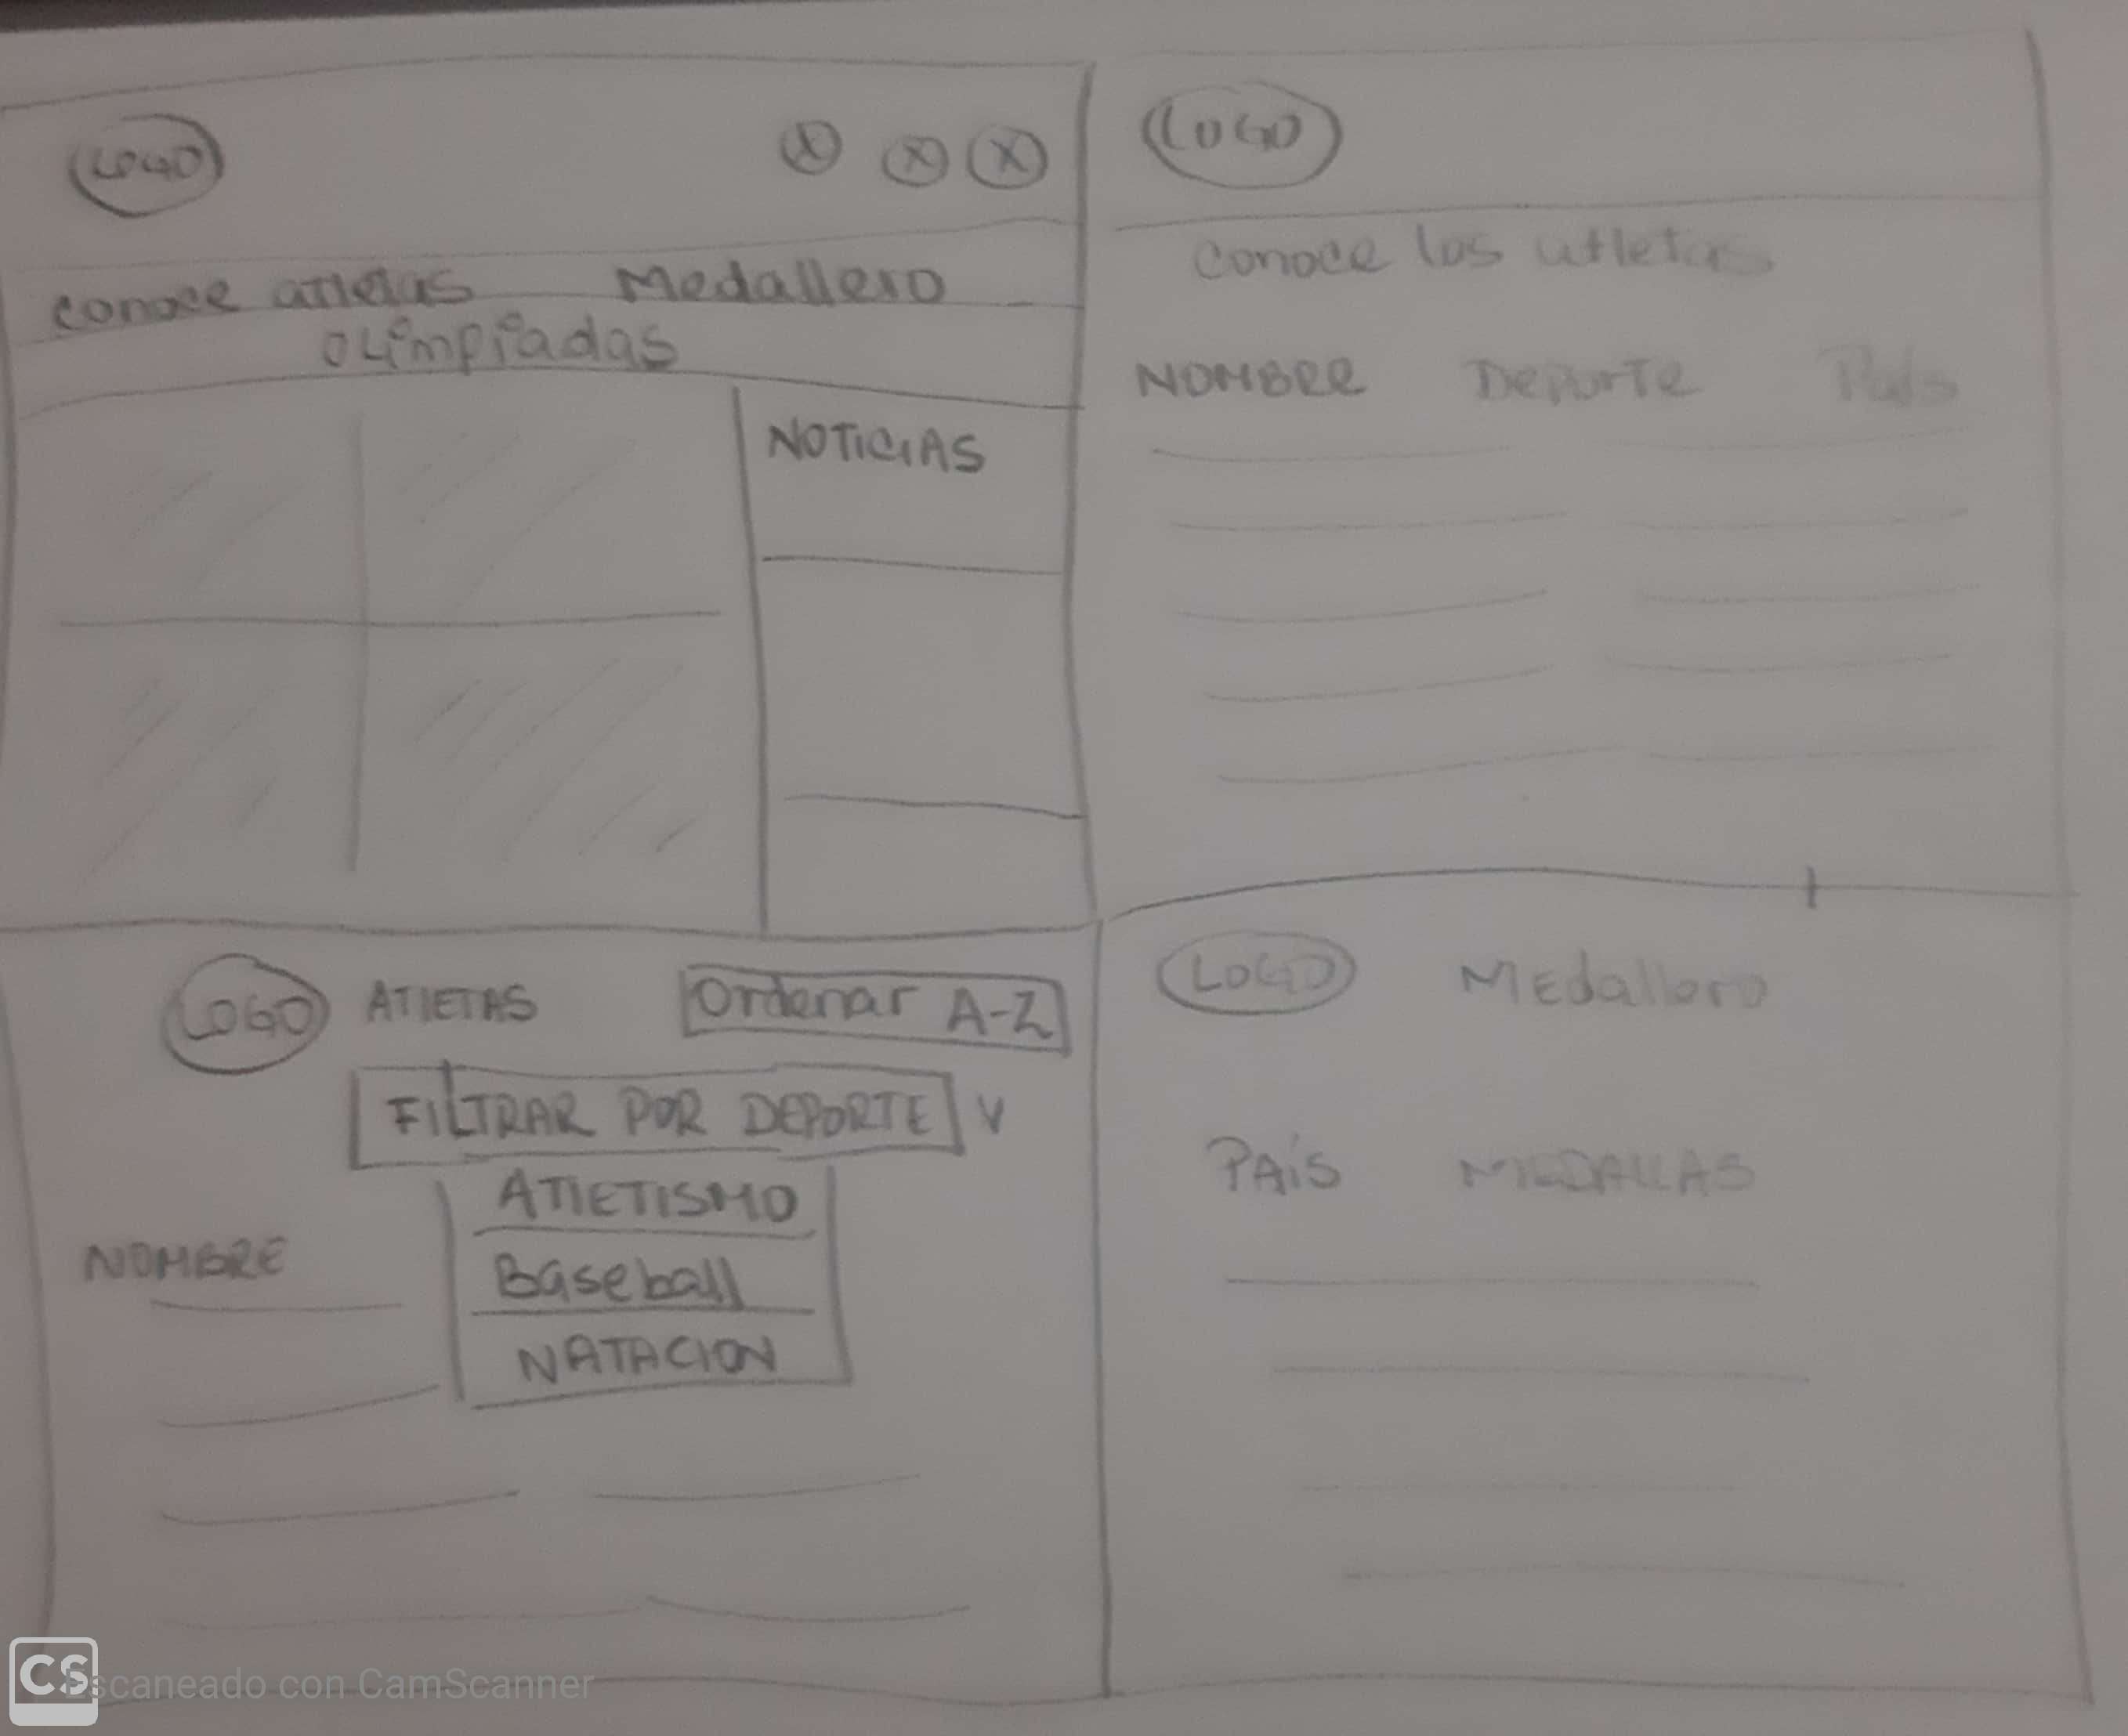 LOGO
X X X
conoce atletas Medallero
OLimpiadas
NOTICIAS
LOGO
conoce los atletas
NOMBRE Deporte País
LOGO ATLETAS Ordenar A-Z
FILTRAR POR DEPORTE V
ATLETISMO
Baseball
NATACION
NOMBRE
LOGO Medallero
PAÍS MEDALLAS
CS Escaneado con CamScanner